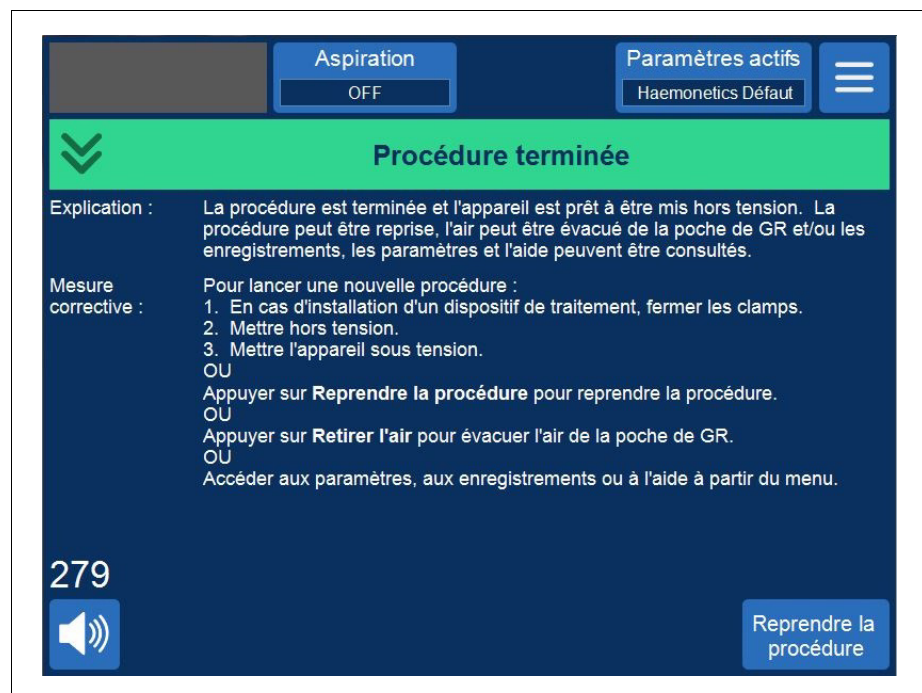 Aspiration
OFF
Paramètres actifs
Haemonetics Défaut
Procédure terminée
Explication :
La procédure est terminée et l'appareil est prêt à être mis hors tension.  La
procédure peut être reprise, l'air peut être évacué de la poche de GR et/ou les
enregistrements, les paramètres et l'aide peuvent être consultés.
Mesure
corrective :
Pour lancer une nouvelle procédure :
1.  En cas d'installation d'un dispositif de traitement, fermer les clamps.
2.  Mettre hors tension.
3.  Mettre l'appareil sous tension.
OU
Appuyer sur Reprendre la procédure pour reprendre la procédure.
OU
Appuyer sur Retirer l'air pour évacuer l'air de la poche de GR.
OU
Accéder aux paramètres, aux enregistrements ou à l'aide à partir du menu.
279
Reprendre la
procédure